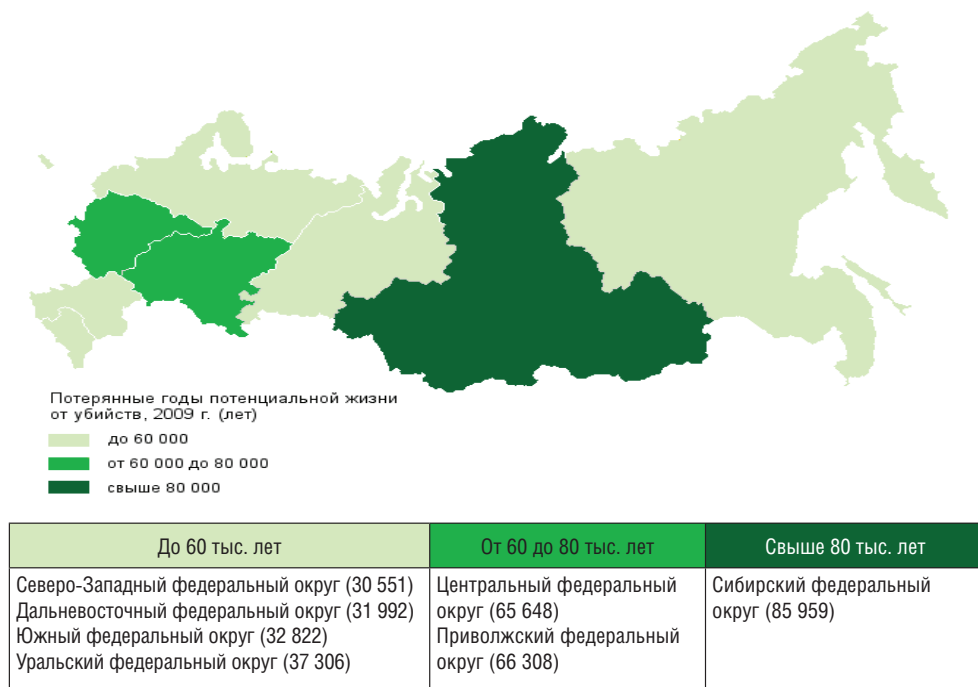 Потерянные годы потенциальной жизни
от убийств, 2009 г. (лет)
до 60 000
от 60 000 до 80 000
свыше 80 000
До 60 тыс. лет
Северо-Западный федеральный округ (30 551)
Дальневосточный федеральный округ (31 992)
Южный федеральный округ (32 822)
Уральский федеральный округ (37 306)
От 60 до 80 тыс. лет
Центральный федеральный
округ (65 648)
Приволжский федеральный
округ (66 308)
Свыше 80 тыс. лет
Сибирский федеральный
округ (85 959)